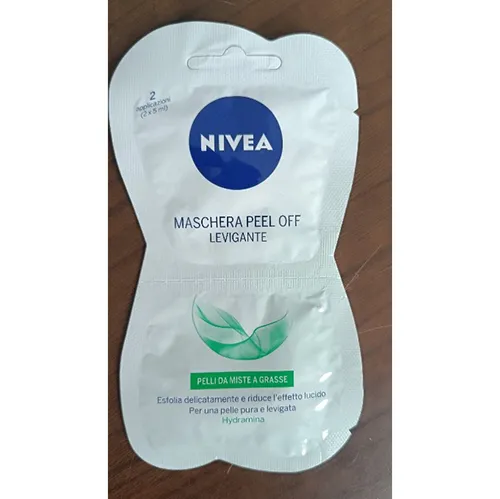 2
applicazioni
(2 x 5 ml)
NIVEA
MASCHERA PEEL OFF
LEVIGANTE
PELLI DA MISTE A GRASSE
Esfolia delicatamente e riduce l'effetto lucido
Per una pelle pura e levigata
Hydramina